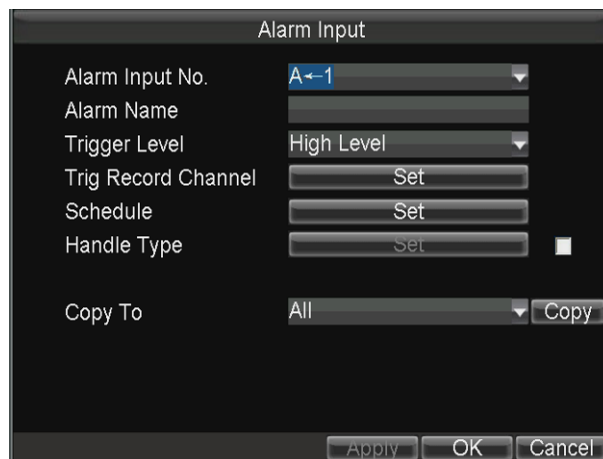 Alarm Input
Alarm Input No. A←1
Alarm Name
Trigger Level High Level
Trig Record Channel Set
Schedule Set
Handle Type Set
Copy To All Copy
Apply OK Cancel